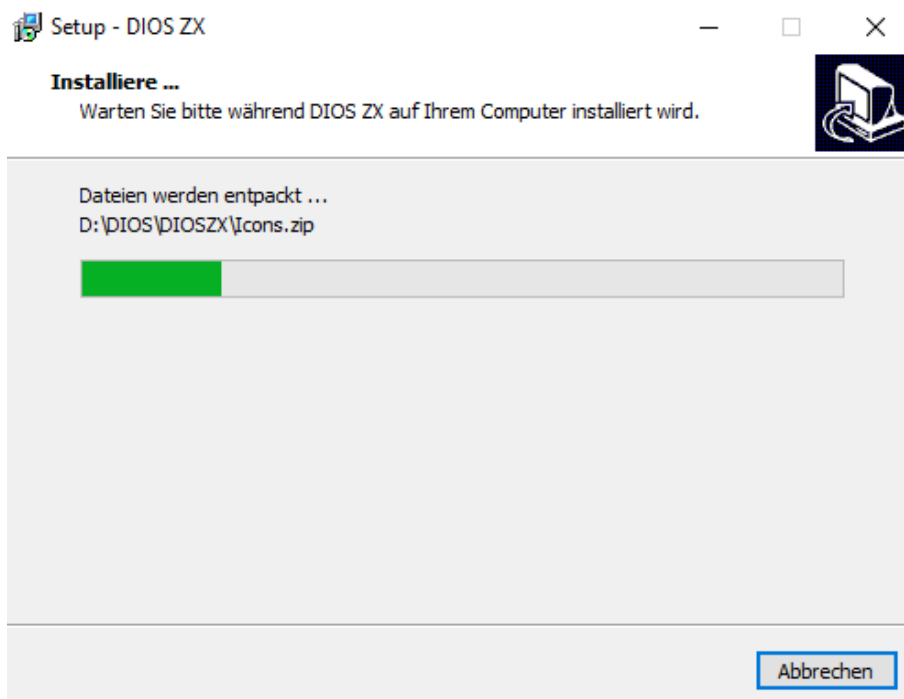 Setup - DIOS ZX
Installiere ...
Warten Sie bitte während DIOS ZX auf Ihrem Computer installiert wird.
Dateien werden entpackt ...
D:\DIOS\DIOSZX\Icons.zip
Abbrechen